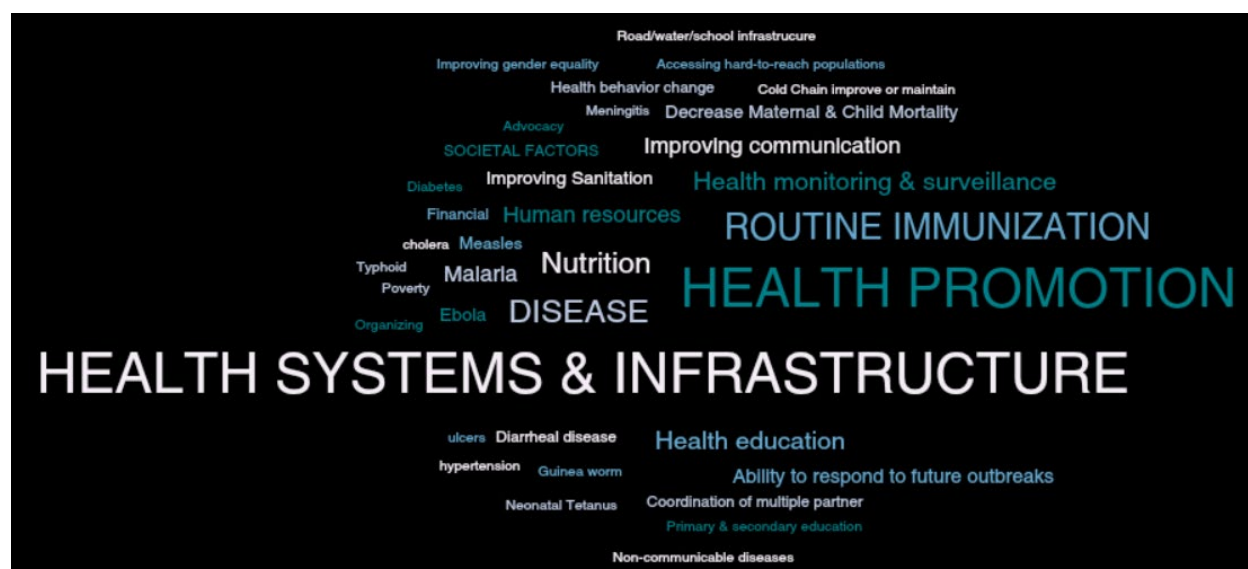 Road/water/school infrastrucure
Improving gender equality Accessing hard-to-reach populations
Health behavior change Cold Chain improve or maintain
Meningitis Decrease Maternal & Child Mortality
Advocacy
SOCIETAL FACTORS Improving communication
Diabetes Improving Sanitation Health monitoring & surveillance
Financial Human resources ROUTINE IMMUNIZATION
cholera Measles
Typhoid Malaria Nutrition HEALTH PROMOTION
Poverty
Organizing Ebola DISEASE
HEALTH SYSTEMS & INFRASTRUCTURE
ulcers Diarrheal disease Health education
hypertension Guinea worm Ability to respond to future outbreaks
Neonatal Tetanus Coordination of multiple partner
Primary & secondary education
Non-communicable diseases